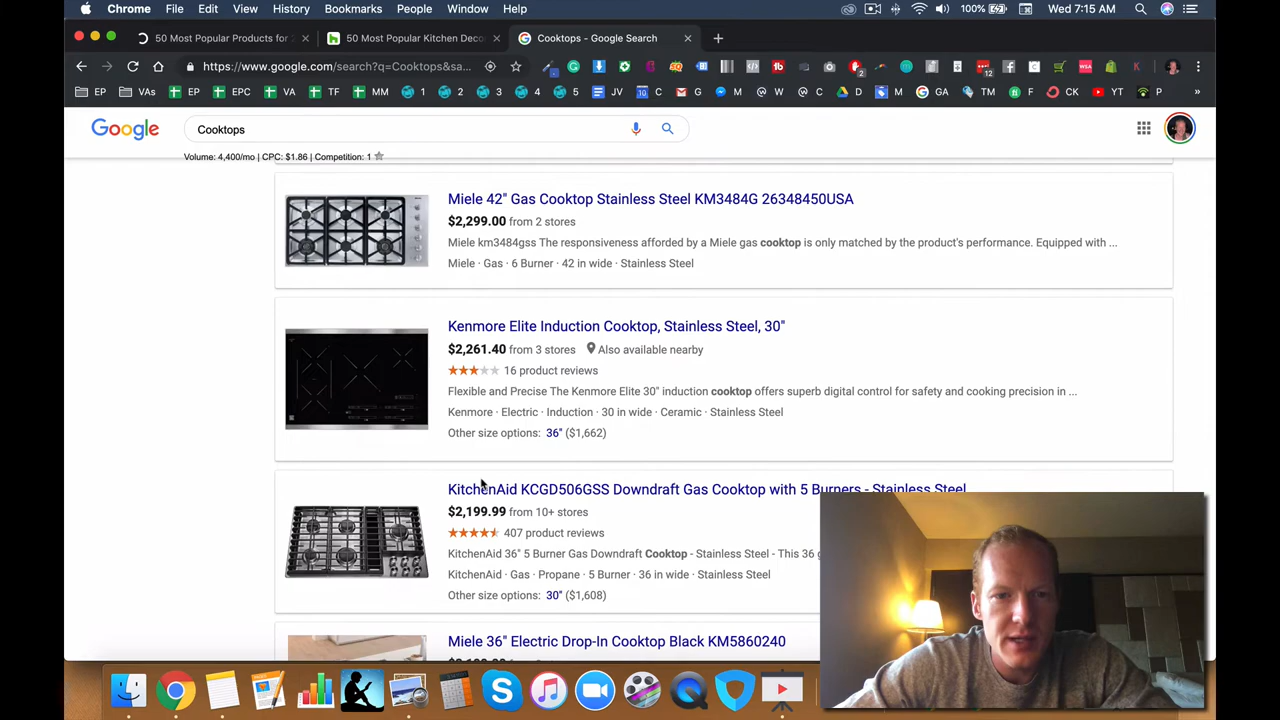 Chrome File Edit View History Bookmarks People Window Help 100% Wed 7:15 AM
50 Most Popular Products for 2 50 Most Popular Kitchen Deco Cooktops - Google Search
https://www.google.com/search?q=Cooktops&sa...
EP VAs EP EPC VA TF MM 1 2 3 4 5 JV C G M W C D M GA TM F CK YT P
Google Cooktops
Volume: 4,400/mo | CPC: $1.86 | Competition: 1
Miele 42" Gas Cooktop Stainless Steel KM3484G 26348450USA
$2,299.00 from 2 stores
Miele km3484gss The responsiveness afforded by a Miele gas cooktop is only matched by the product's performance. Equipped with ...
Miele · Gas · 6 Burner · 42 in wide · Stainless Steel
Kenmore Elite Induction Cooktop, Stainless Steel, 30"
$2,261.40 from 3 stores Also available nearby
16 product reviews
Flexible and Precise The Kenmore Elite 30" induction cooktop offers superb digital control for safety and cooking precision in ...
Kenmore · Electric · Induction · 30 in wide · Ceramic · Stainless Steel
Other size options: 36" ($1,662)
KitchenAid KCGD506GSS Downdraft Gas Cooktop with 5 Burners - Stainless Steel
$2,199.99 from 10+ stores
407 product reviews
KitchenAid 36" 5 Burner Gas Downdraft Cooktop - Stainless Steel - This 36 g
KitchenAid · Gas · Propane · 5 Burner · 36 in wide · Stainless Steel
Other size options: 30" ($1,608)
Miele 36" Electric Drop-In Cooktop Black KM5860240